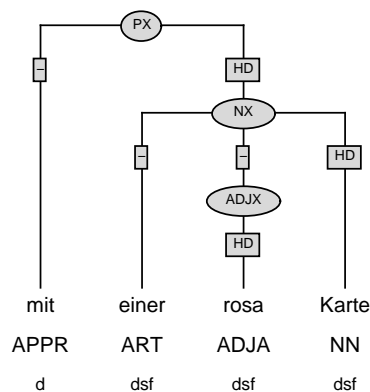 PX
– HD
NX
– – HD
ADJX
HD
mit einer rosa Karte
APPR ART ADJA NN
d dsf dsf dsf